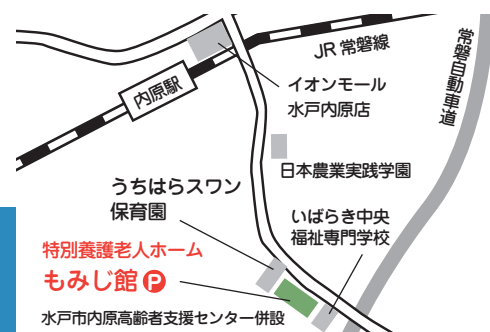 JR 常磐線
常磐自動車道
内原駅
イオンモール
水戸内原店
日本農業実践学園
うちはらスワン
保育園
いばらき中央
福祉専門学校
特別養護老人ホーム
もみじ館 P
水戸市内原高齢者支援センター併設